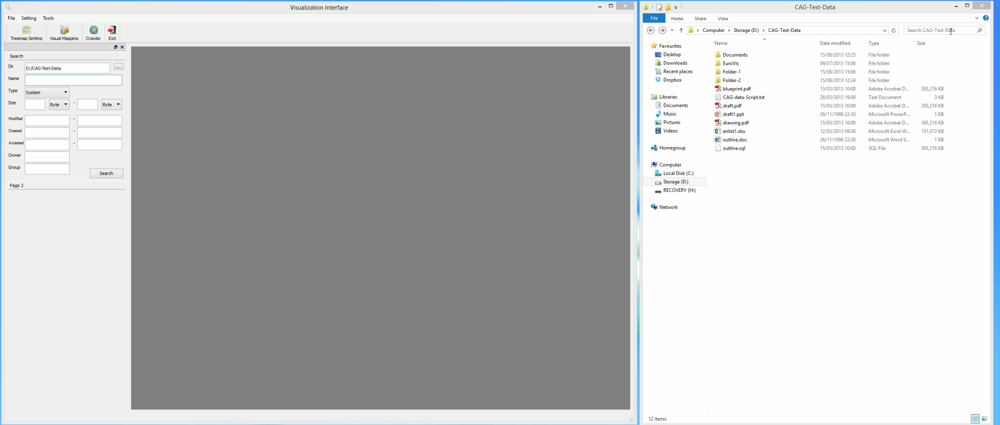 Visualization Interface
File Setting Tools
Treemap Setting Visual Mapping Crawler Exit
Search
Dir D:/CAG-Test-Data ...
Name
Type System
Size Byte - Byte
Modified -
Created -
Accessed -
Owner
Group
Search
Page 2
CAG-Test-Data
File Home Share View
Computer Storage (D:) CAG-Test-Data Search CAG-Test-Data
Favourites
Desktop
Downloads
Recent places
Dropbox
Libraries
Documents
Music
Pictures
Videos
Homegroup
Computer
Local Disk (C:)
Storage (D:)
RECOVERY (H:)
Network
Name Date modified Type Size
Documents 15/08/2013 12:25 File folder
EuroVis 09/07/2013 15:06 File folder
Folder-1 15/08/2013 15:06 File folder
Folder-2 15/08/2013 12:24 File folder
blueprint.pdf 15/03/2013 10:00 Adobe Acrobat D... 393,216 KB
CAG-data-Script.txt 26/03/2013 19:08 Text Document 3 KB
draft.pdf 15/03/2013 10:00 Adobe Acrobat D... 393,216 KB
draft1.ppt 26/11/1998 22:30 Microsoft PowerP... 1 KB
drawing.pdf 15/03/2013 10:00 Adobe Acrobat D... 393,216 KB
enlist1.xlsx 12/03/2013 09:30 Microsoft Excel W... 131,072 KB
outline.doc 26/11/1998 22:30 Microsoft Word 9... 1 KB
outline.sql 15/03/2013 10:00 SQL File 393,216 KB
12 items